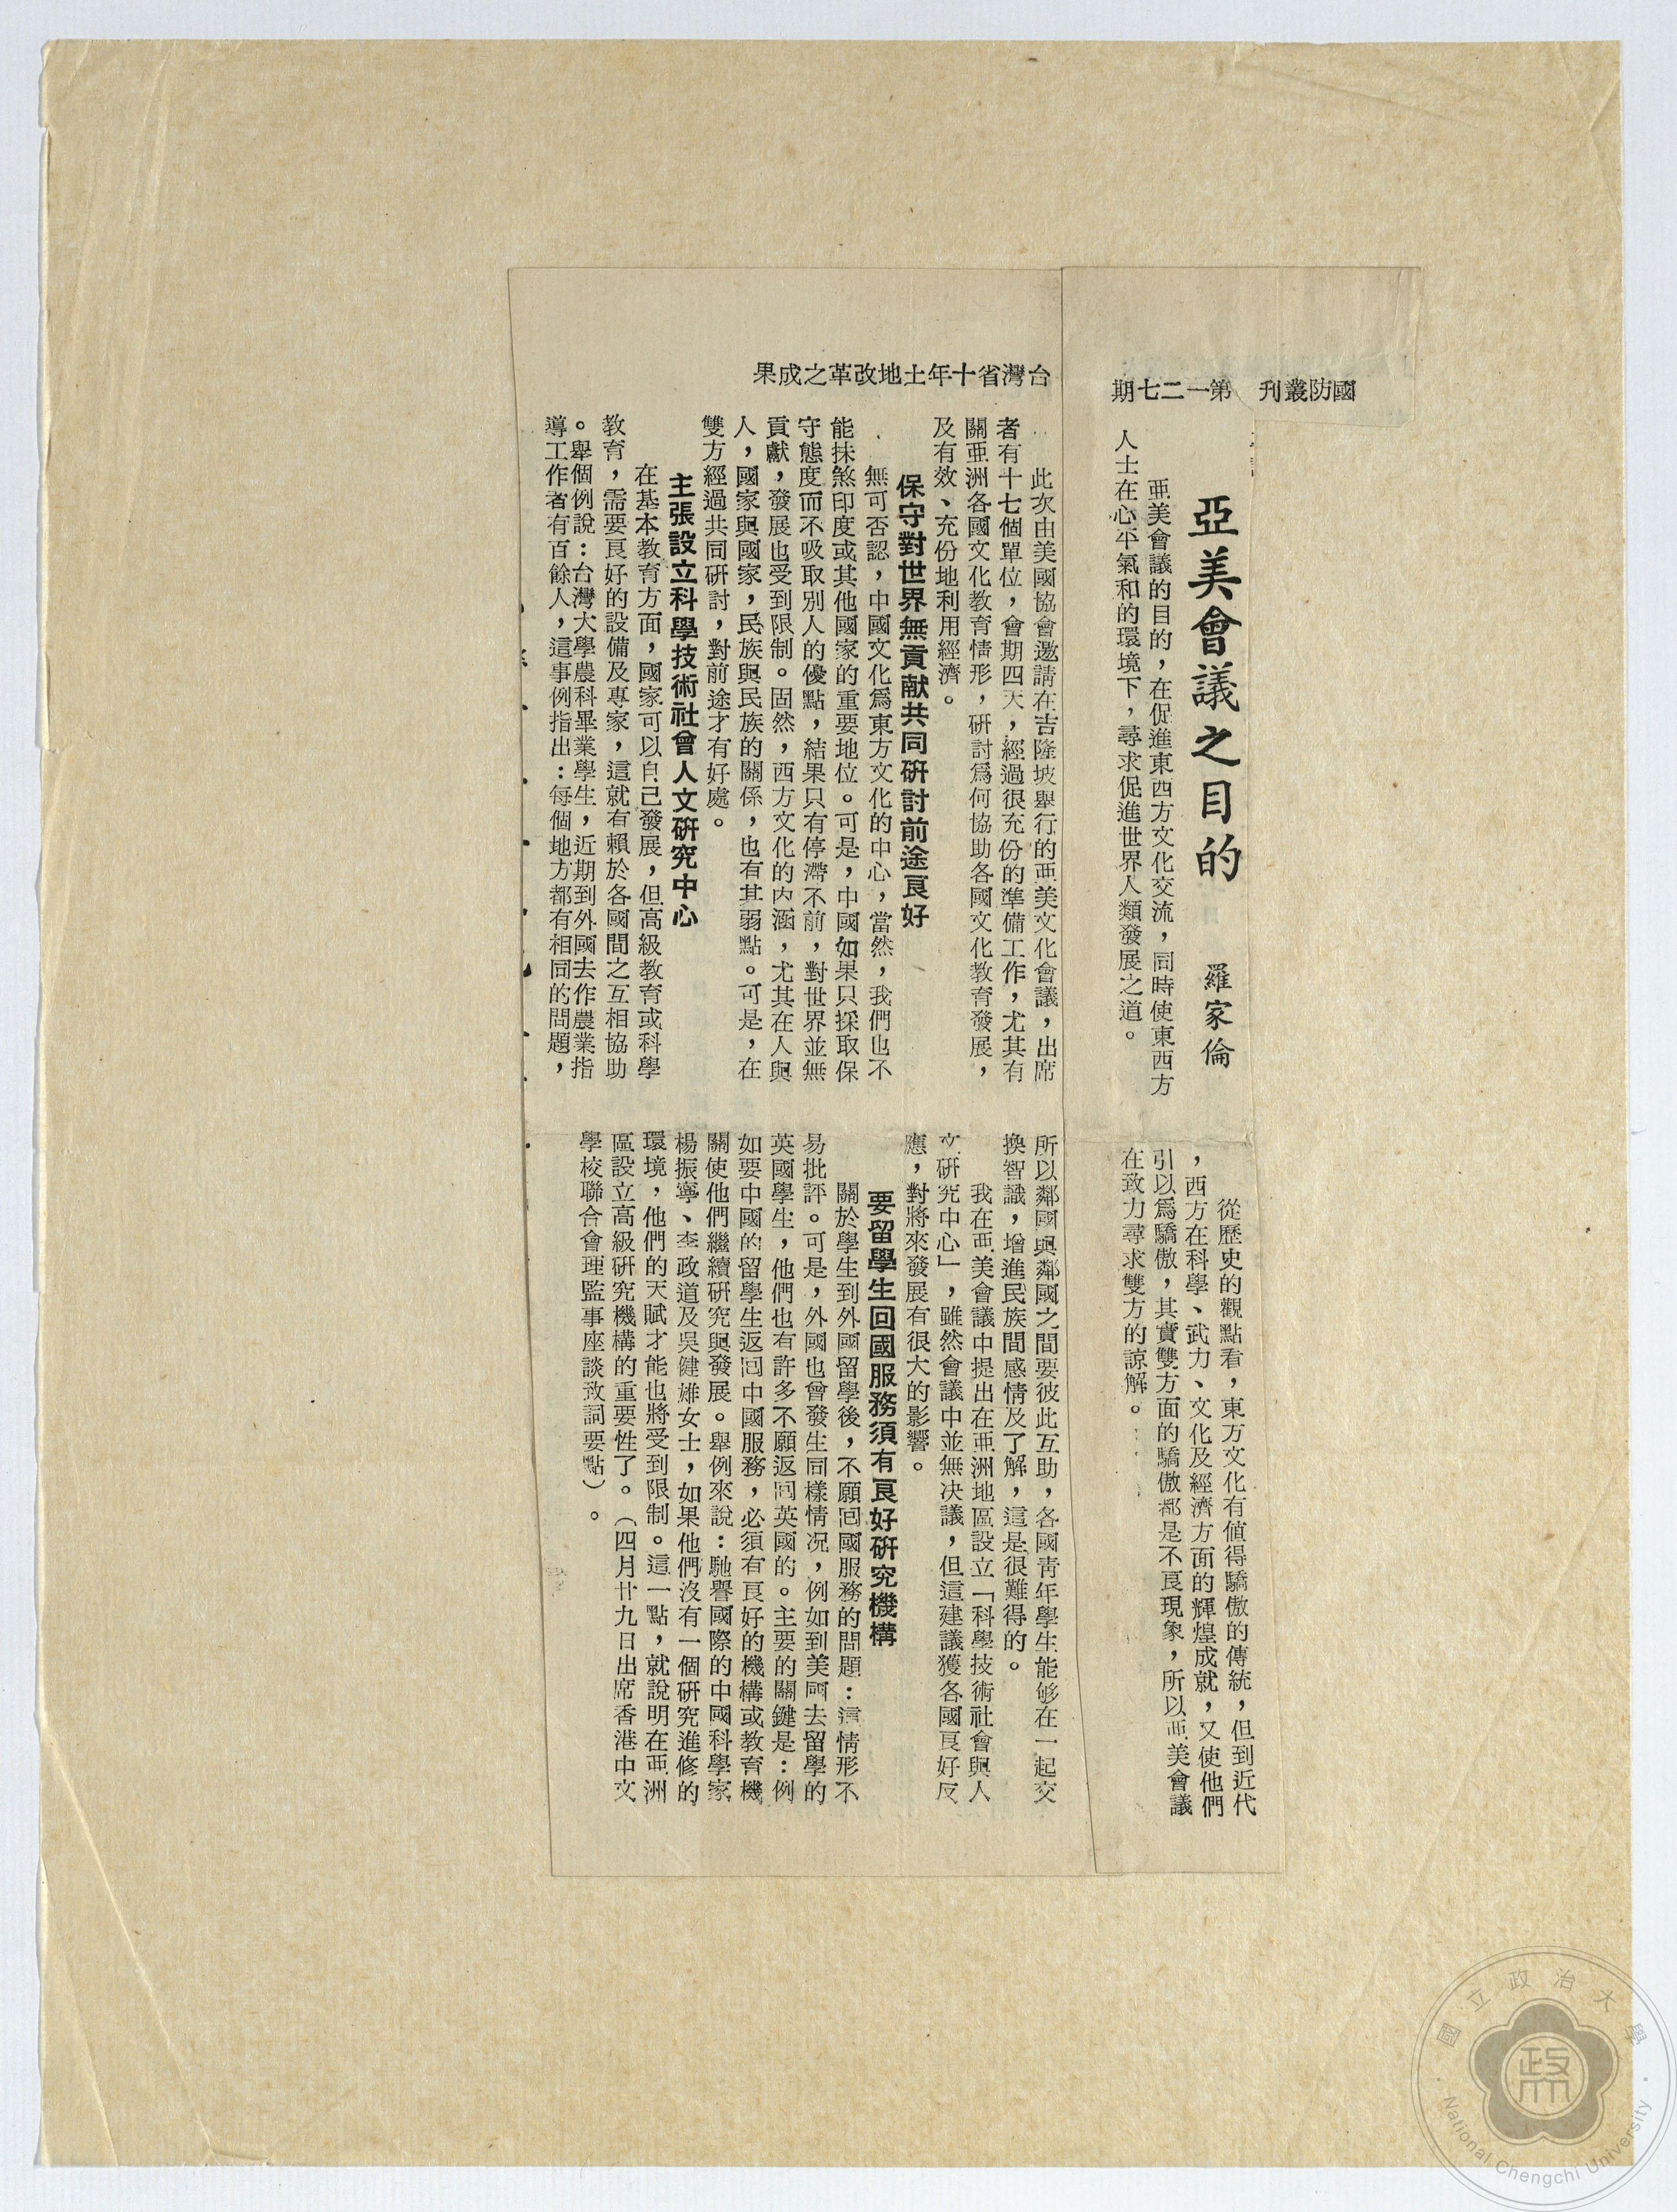 國防叢刊　第一二七期
亞美會議之目的
羅家倫
亞美會議的目的，在促進東西方文化交流，同時使東西方
人士在心平氣和的環境下，尋求促進世界人類發展之道。
從歷史的觀點看，東方文化有値得驕傲的傳統，但到近代
，西方在科學、武力、文化及經濟方面的輝煌成就，又使他們
引以爲驕傲，其實雙方面的驕傲都是不良現象，所以亞美會議
在致力尋求雙方的諒解。
台灣省十年土地改革之成果
此次由美國協會邀請在吉隆坡舉行的亞美文化會議，出席
者有十七個單位，會期四天，經過很充份的準備工作，尤其有
關亞洲各國文化教育情形，研討爲何協助各國文化教育發展，
及有效、充份地利用經濟。
保守對世界無貢献共同研討前途良好
無可否認，中國文化爲東方文化的中心，當然，我們也不
能抹煞印度或其他國家的重要地位。可是，中國如果只採取保
守態度而不吸取別人的優點，結果只有停滯不前，對世界並無
貢獻，發展也受到限制。固然，西方文化的內涵，尤其在人與
人，國家與國家，民族與民族的關係，也有其弱點。可是，在
雙方經過共同研討，對前途才有好處。
主張設立科學技術社會人文研究中心
在基本教育方面，國家可以自己發展，但高級教育或科學
教育，需要良好的設備及專家，這就有賴於各國間之互相協助
。舉個例說：台灣大學農科畢業學生，近期到外國去作農業指
導工作者有百餘人，這事例指出：每個地方都有相同的問題，
所以鄰國與鄰國之間要彼此互助，各國靑年學生能够在一起交
換智識，增進民族間感情及了解，這是很難得的。
我在亞美會議中提出在亞洲地區設立「科學技術社會與人
文研究中心」，雖然會議中並無决議，但這建議獲各國良好反
應，對將來發展有很大的影響。
要留學生回國服務須有良好研究機構
關於學生到外國留學後，不願回國服務的問題：這情形不
易批評。可是，外國也曾發生同樣情況，例如到美國去留學的
英國學生，他們也有許多不願返回英國的。主要的關鍵是：例
如要中國的留學生返回中國服務，必須有良好的機構或教育機
關使他們繼續研究與發展。舉例來說：馳譽國際的中國科學家
楊振寧、李政道及吳健雄女士，如果他們沒有一個研究進修的
環境，他們的天賦才能也將受到限制。這一點，就說明在亞洲
區設立高級研究機構的重要性了。（四月廿九日出席香港中文
學校聯合會理監事座談致詞要點）。
國立政治大學
National Chengchi University